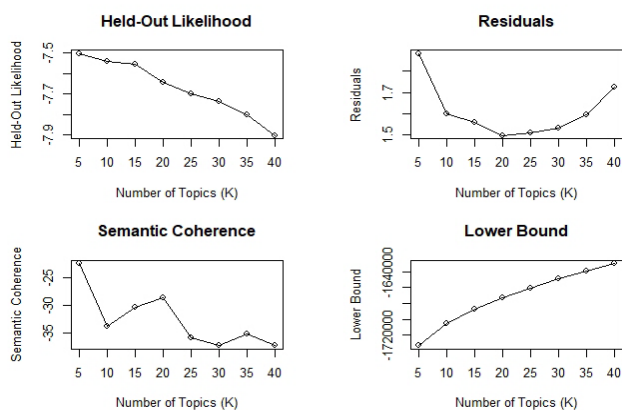 Held-Out Likelihood
Held-Out Likelihood
-7.5
-7.7
-7.9
5 10 15 20 25 30 35 40
Number of Topics (K)
Residuals
Residuals
1.7
1.5
5 10 15 20 25 30 35 40
Number of Topics (K)
Semantic Coherence
Semantic Coherence
-25
-30
-35
5 10 15 20 25 30 35 40
Number of Topics (K)
Lower Bound
Lower Bound
-1640000
-1720000
5 10 15 20 25 30 35 40
Number of Topics (K)